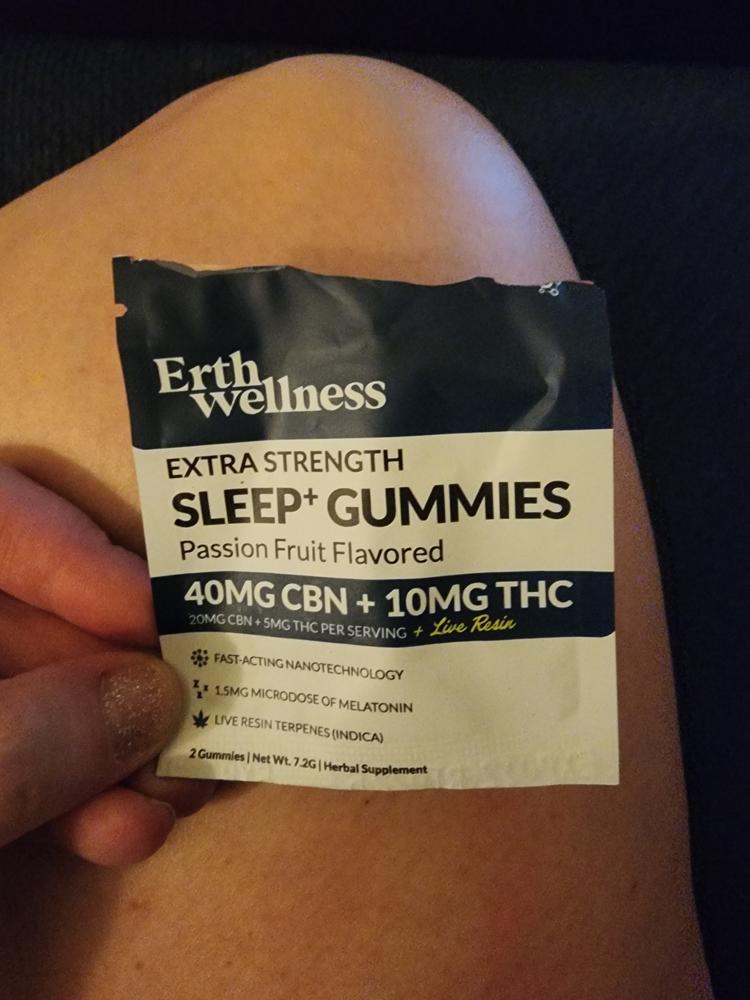 Erth
Wellness
EXTRA STRENGTH
SLEEP+ GUMMIES
Passion Fruit Flavored
40MG CBN + 10MG THC
20MG CBN + 5MG THC PER SERVING + Live Resin
FAST-ACTING NANOTECHNOLOGY
z z z
1.5MG MICRODOSE OF MELATONIN
LIVE RESIN TERPENES (INDICA)
2 Gummies | Net Wt. 7.2G | Herbal Supplement